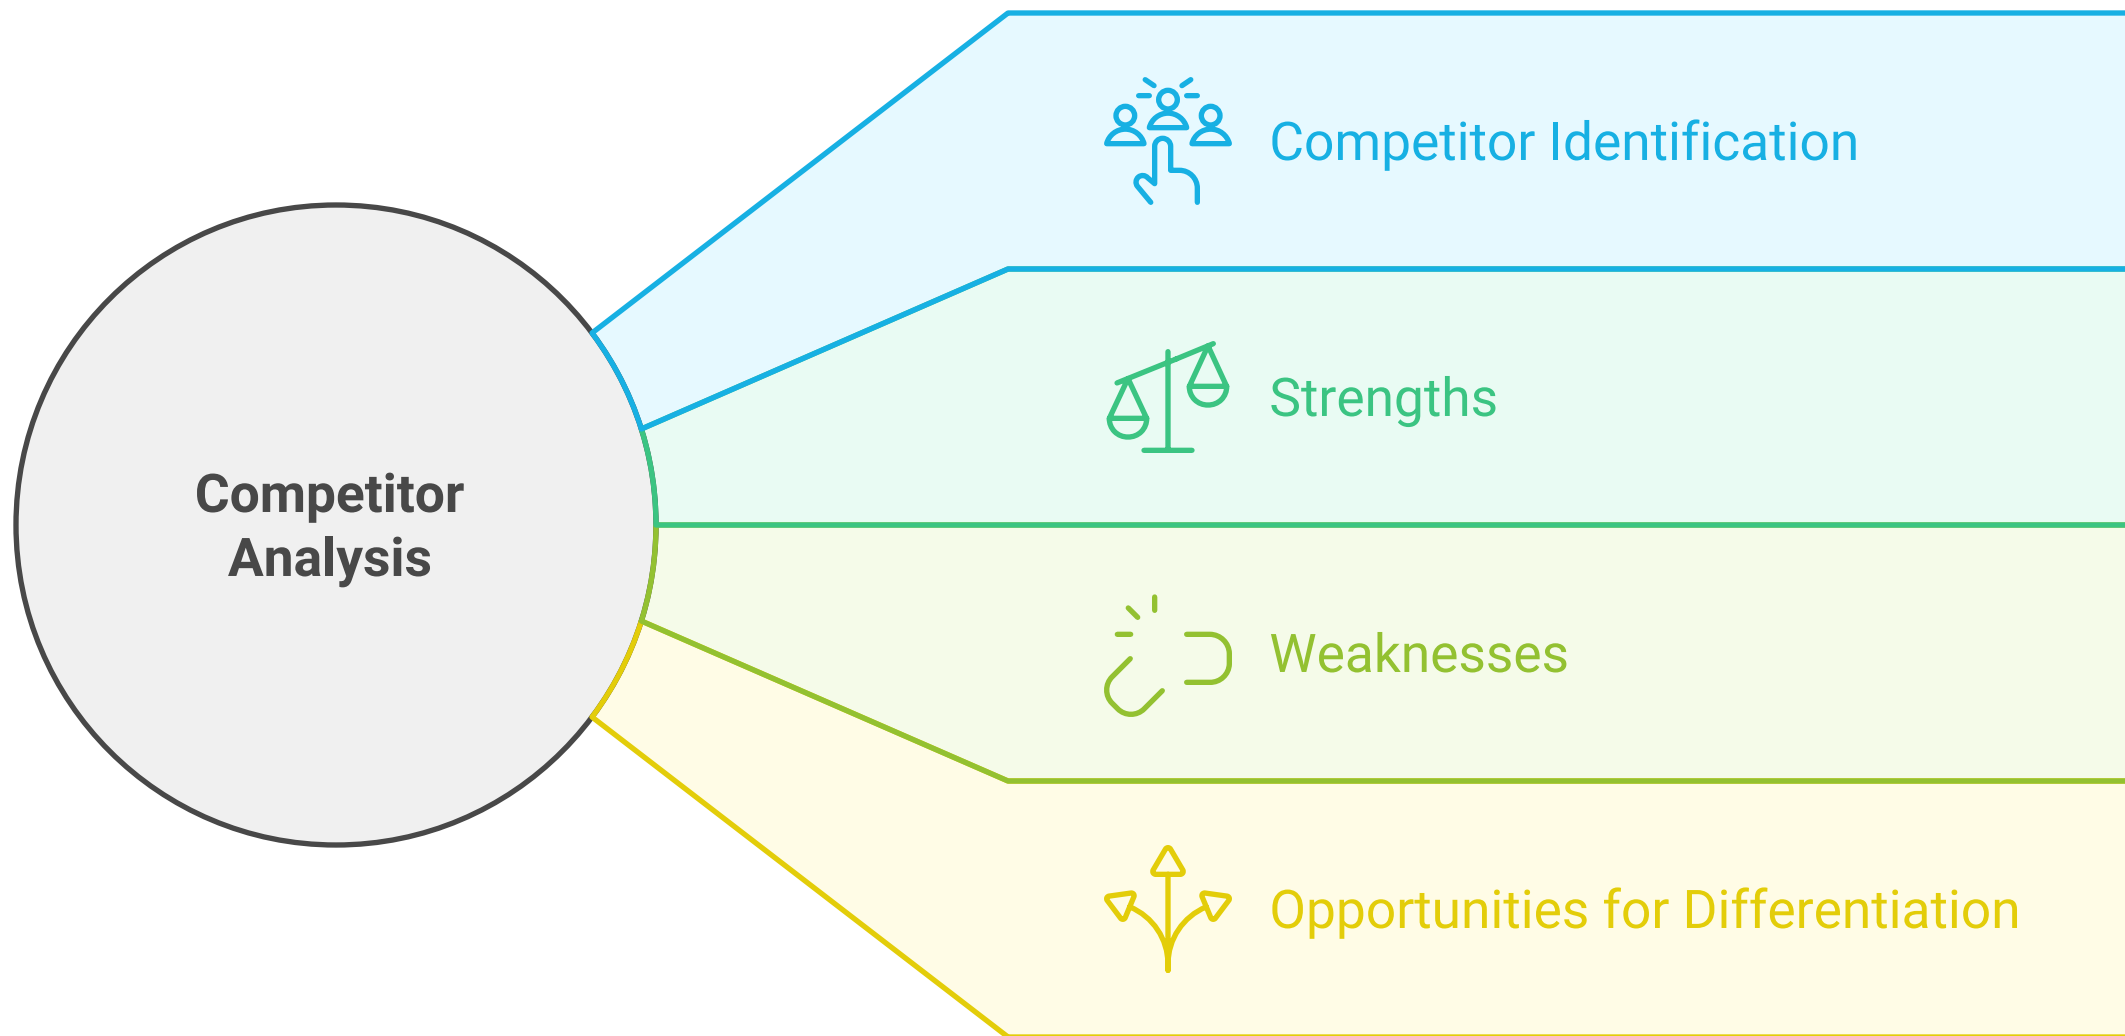 Competitor
Analysis
Competitor Identification
Strengths
Weaknesses
Opportunities for Differentiation